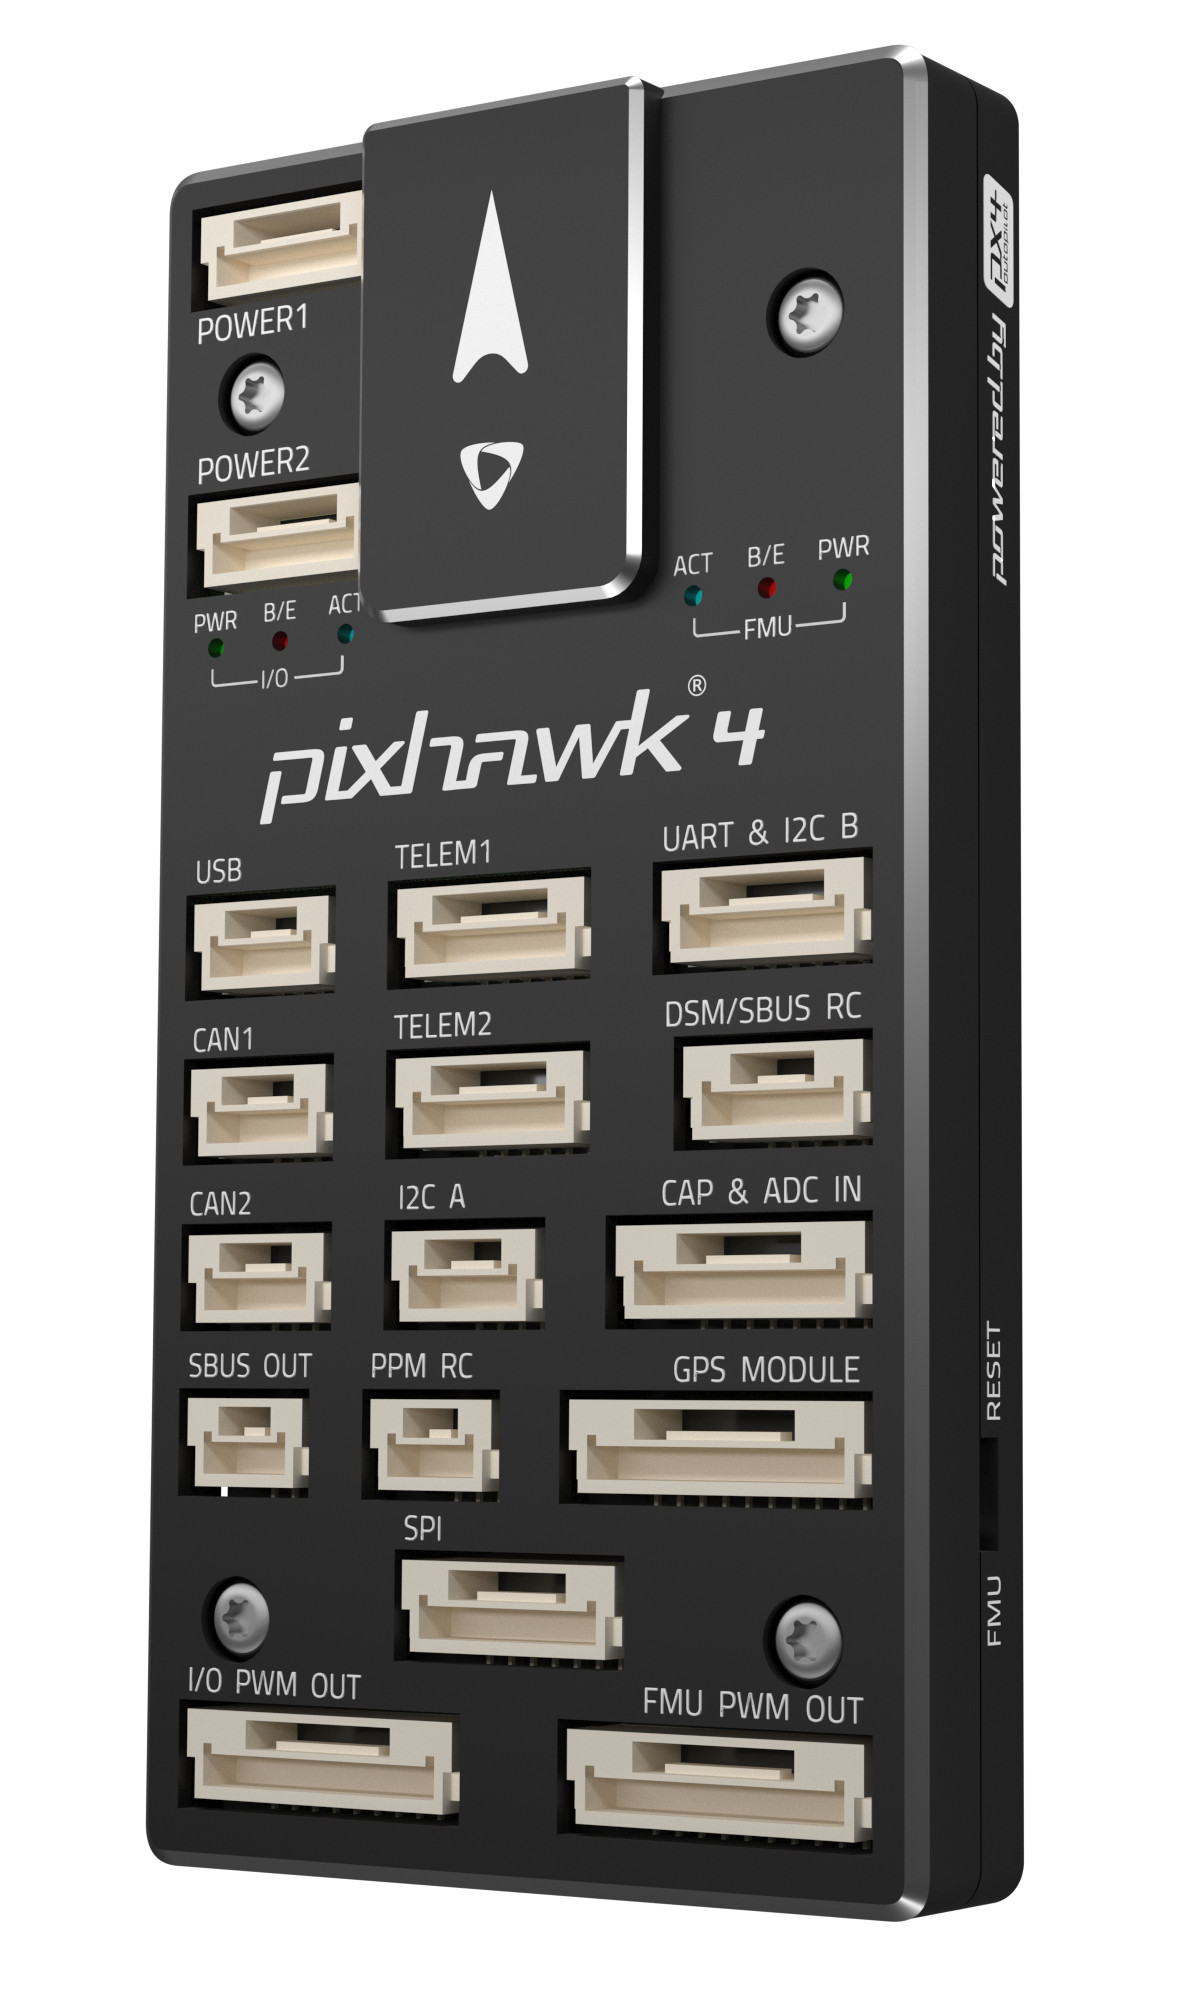 POWER1
POWER2
PWR B/E ACT
I/O
ACT B/E PWR
FMU
pixhawk® 4
USB
TELEM1
UART & I2C B
CAN1
TELEM2
DSM/SBUS RC
CAN2
I2C A
CAP & ADC IN
SBUS OUT
PPM RC
GPS MODULE
SPI
I/O PWM OUT
FMU PWM OUT
PX4
autopilot
powered by
RESET
FMU